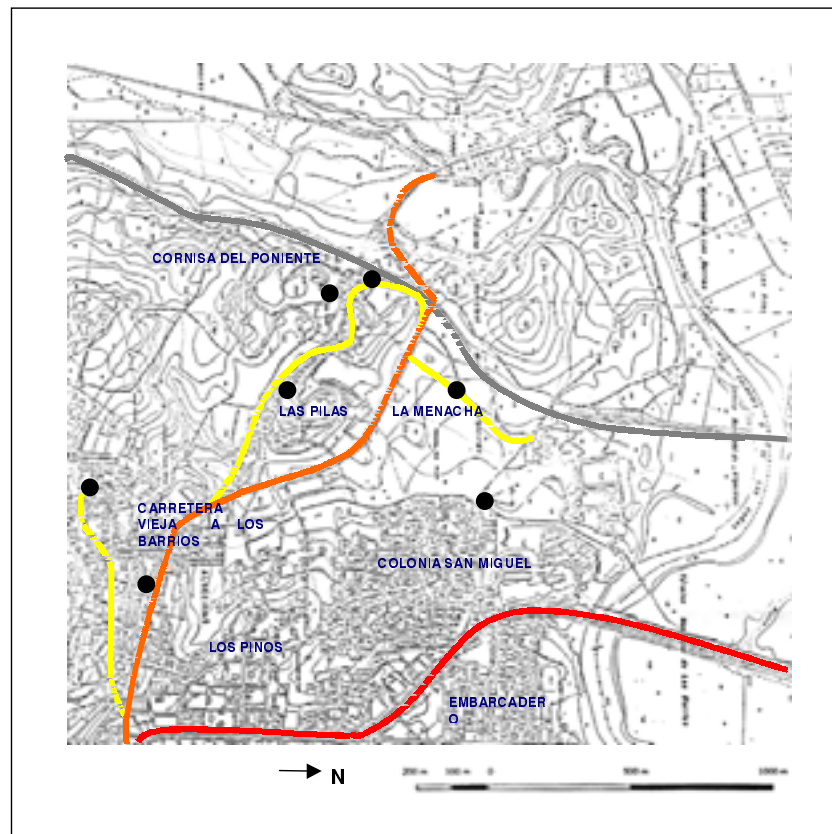 CORNISA DEL PONIENTE
LAS PILAS
LA MENACHA
CARRETERA
VIEJA A LOS
BARRIOS
COLONIA SAN MIGUEL
LOS PINOS
EMBARCADER
O
N
200 m 100 m 0 500 m 1000 m